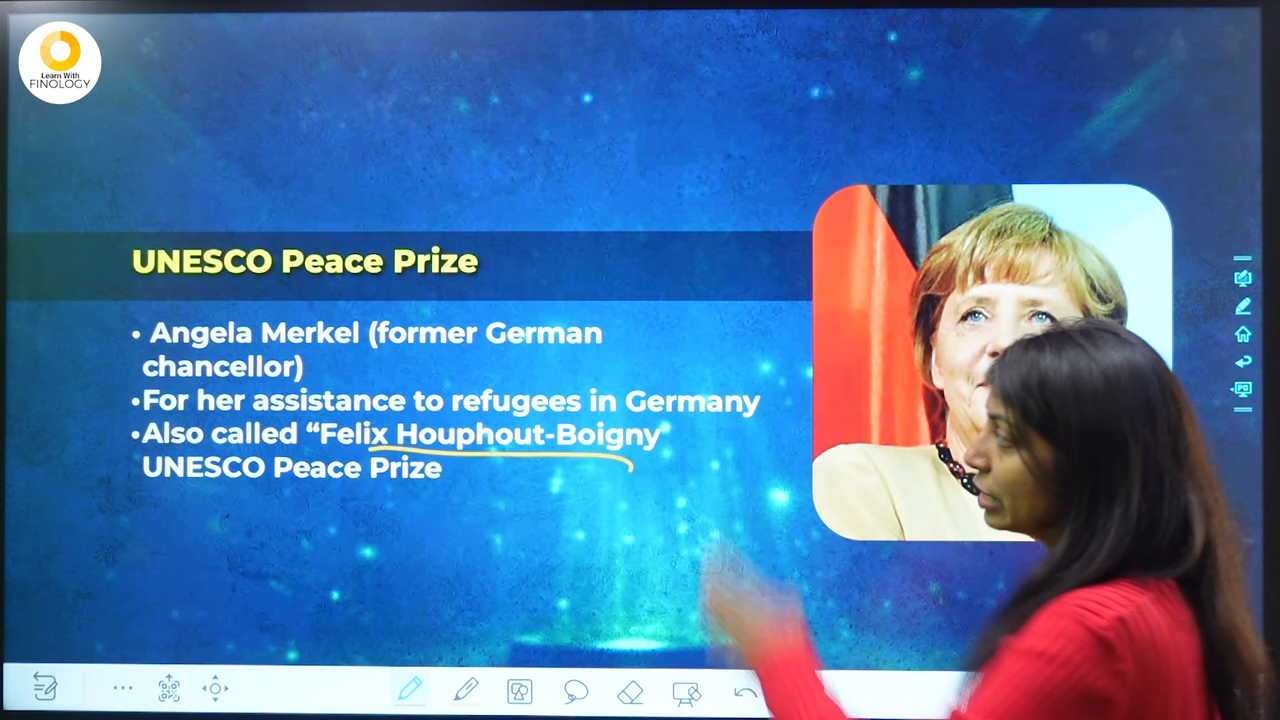 Learn With
FINOLOGY
UNESCO Peace Prize
• Angela Merkel (former German
chancellor)
•For her assistance to refugees in Germany
•Also called “Felix Houphout-Boigny
UNESCO Peace Prize
PG